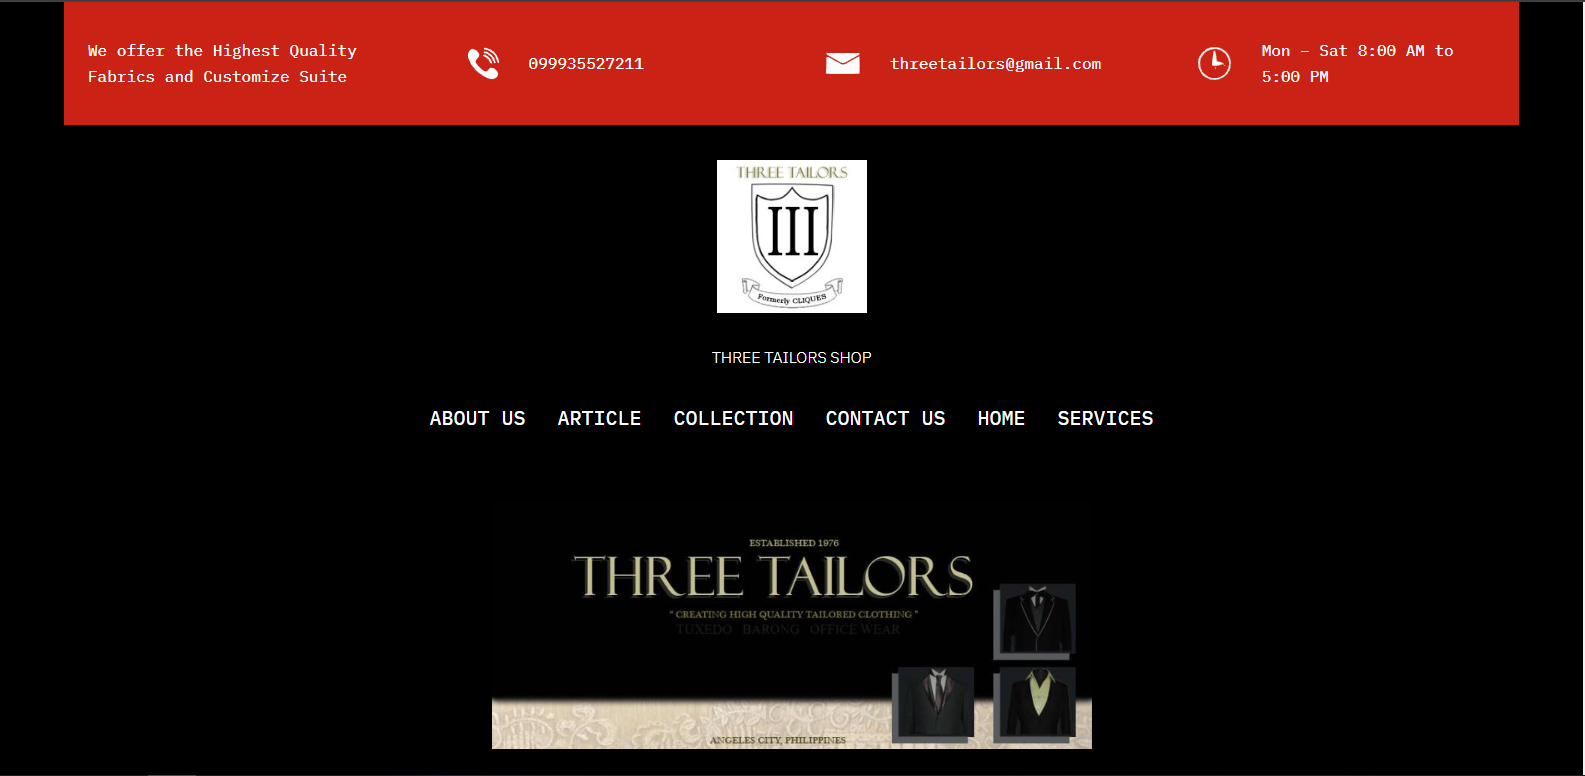 We offer the Highest Quality
Fabrics and Customize Suite
099935527211
threetailors@gmail.com
Mon – Sat 8:00 AM to
5:00 PM
THREE TAILORS
III
Formerly CLIQUES
THREE TAILORS SHOP
ABOUT US ARTICLE COLLECTION CONTACT US HOME SERVICES
ESTABLISHED 1976
THREE TAILORS
" CREATING HIGH QUALITY TAILORED CLOTHING "
TUXEDO BARONG OFFICE WEAR
ANGELES CITY, PHILIPPINES